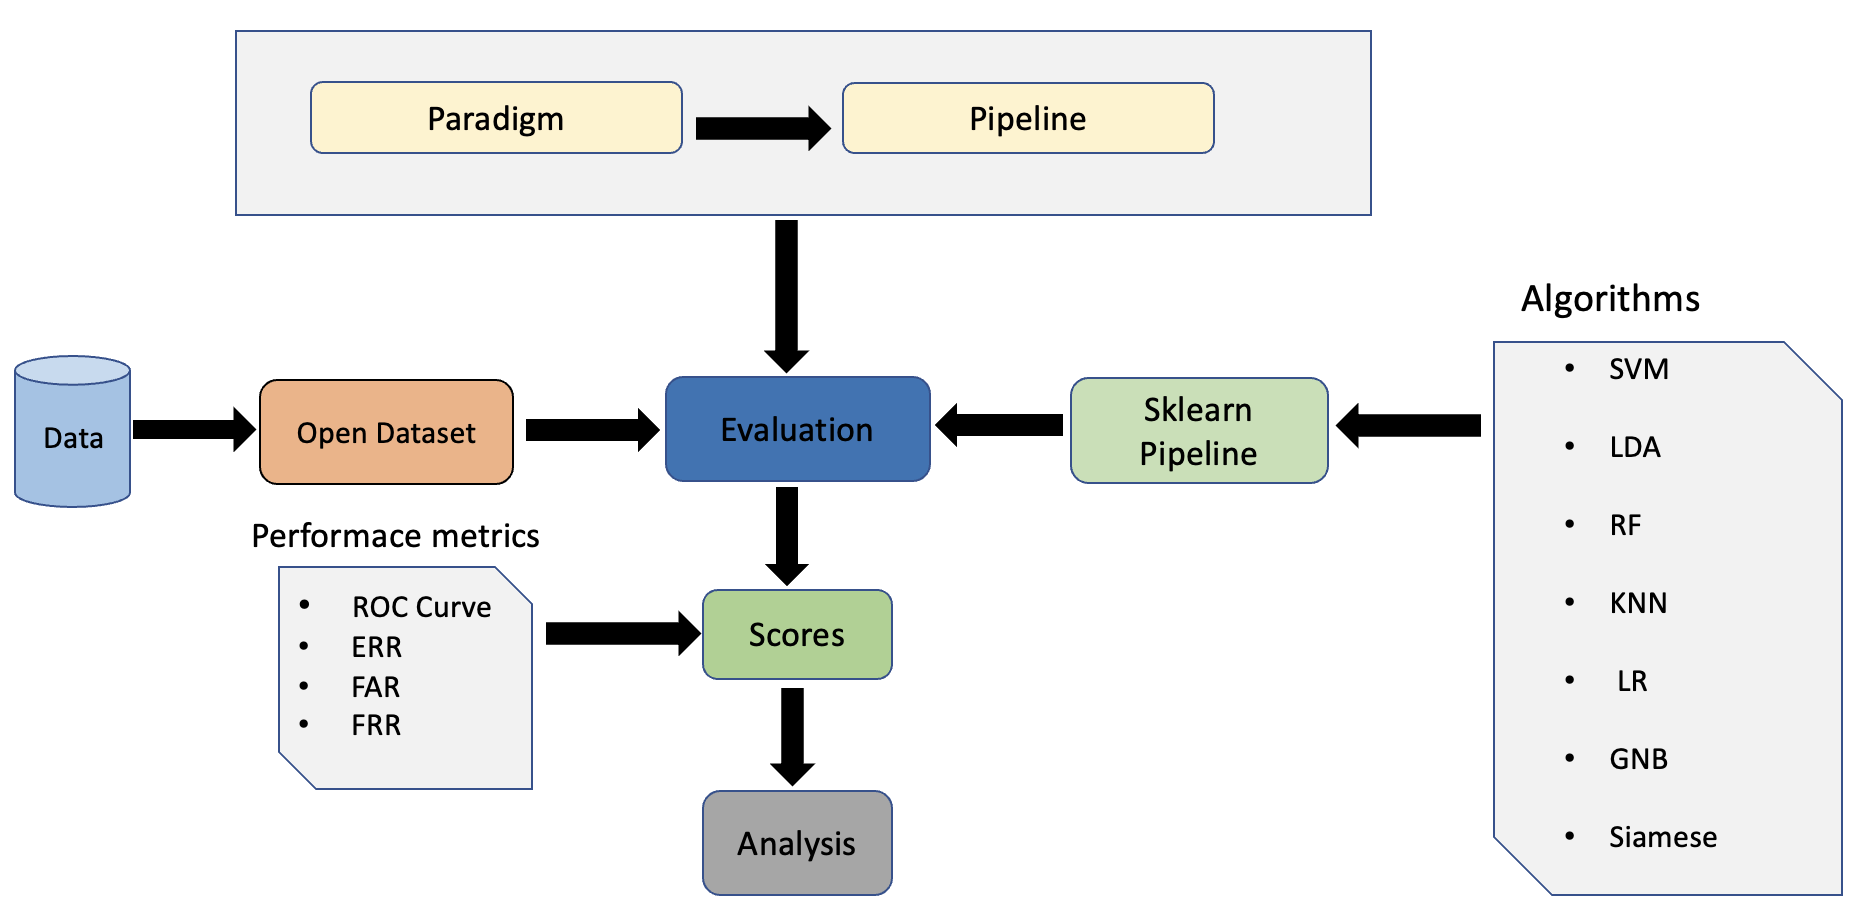 Paradigm
Pipeline
Algorithms
Data
Open Dataset
Evaluation
Sklearn
Pipeline
• SVM
• LDA
• RF
• KNN
• LR
• GNB
• Siamese
Performace metrics
• ROC Curve
• ERR
• FAR
• FRR
Scores
Analysis